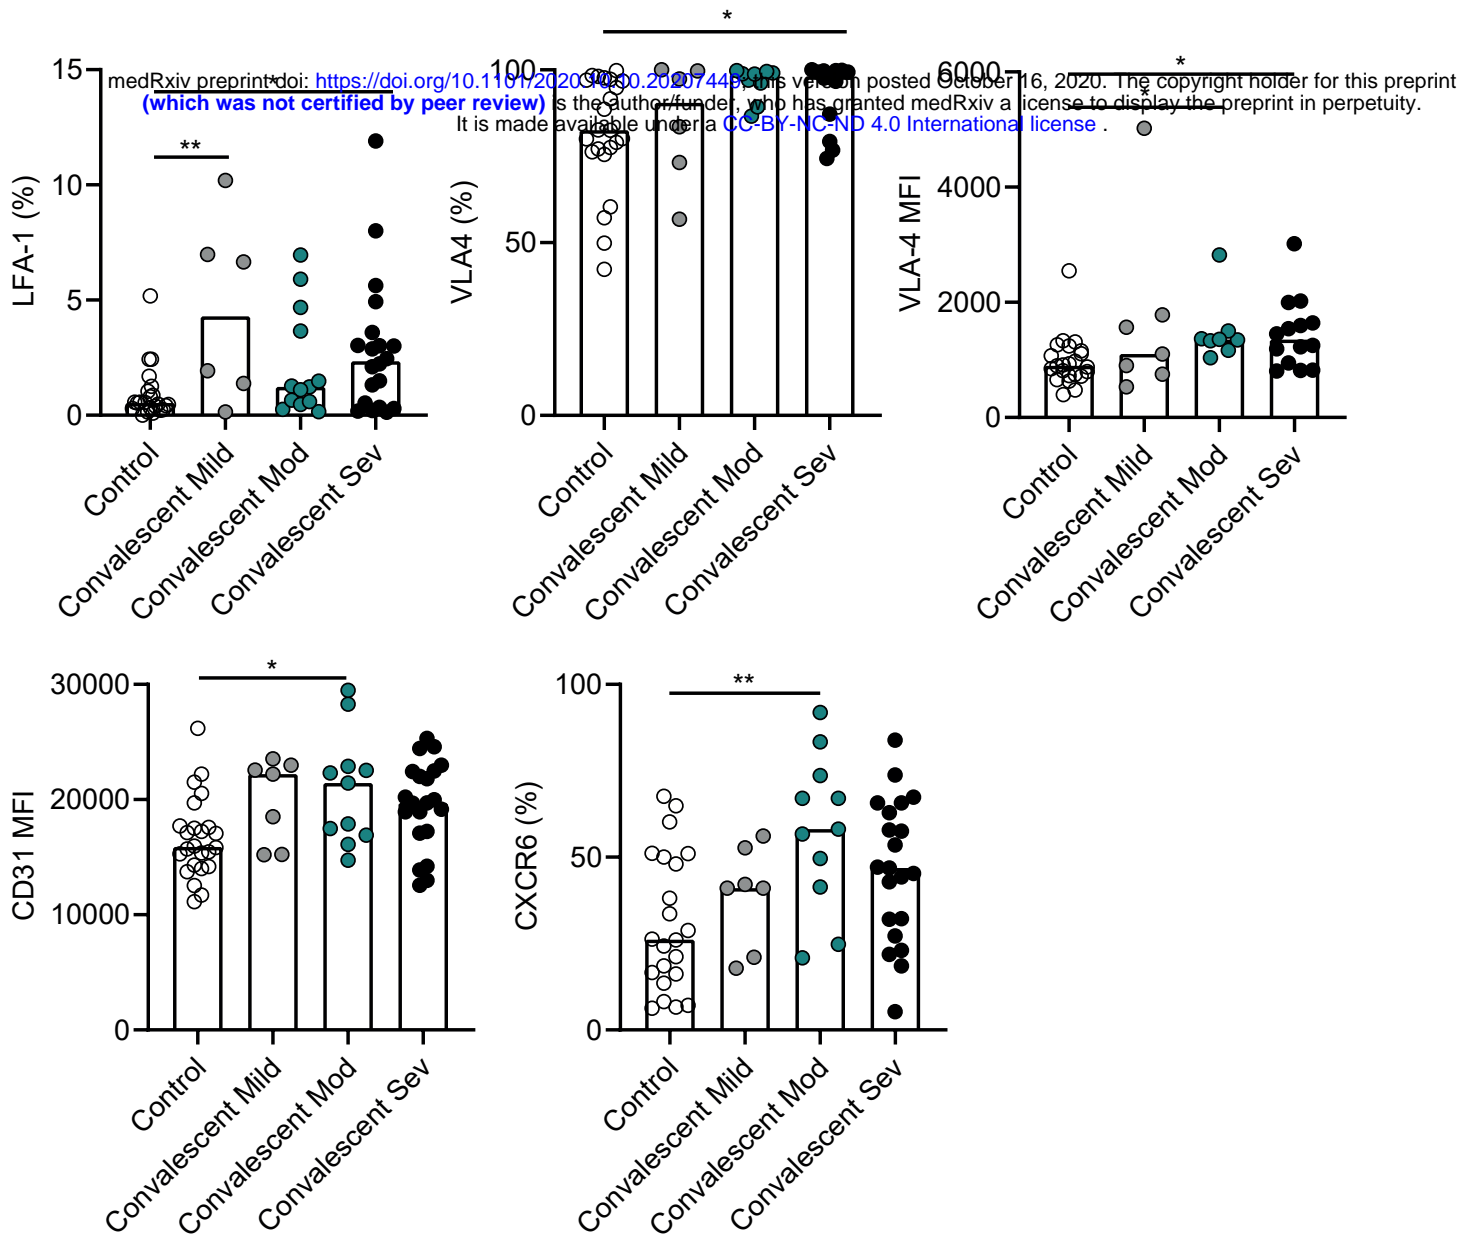 *
medRxiv preprint doi: https://doi.org/10.1101/2020.10.10.20207449; this version posted October 16, 2020. The copyright holder for this preprint
(which was not certified by peer review) is the author/funder, who has granted medRxiv a license to display the preprint in perpetuity.
It is made available under a CC-BY-NC-ND 4.0 International license .
LFA-1 (%)
15
10
5
0
*
**
Control
Convalescent Mild
Convalescent Mod
Convalescent Sev
VLA4 (%)
100
50
0
Control
Convalescent Mild
Convalescent Mod
Convalescent Sev
VLA-4 MFI
6000
4000
2000
0
*
*
Control
Convalescent Mild
Convalescent Mod
Convalescent Sev
CD31 MFI
30000
20000
10000
0
*
Control
Convalescent Mild
Convalescent Mod
Convalescent Sev
CXCR6 (%)
100
50
0
**
Control
Convalescent Mild
Convalescent Mod
Convalescent Sev